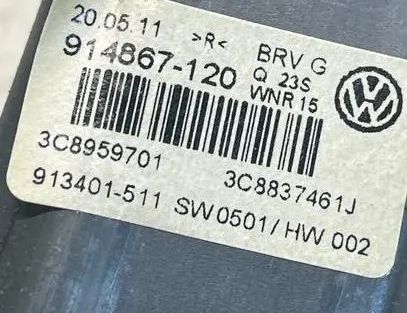 20.05.11 >R< BRV G
914867-120 Q 23S
WNR 15
3C8959701 3C8837461J
913401-511 SW0501/HW 002